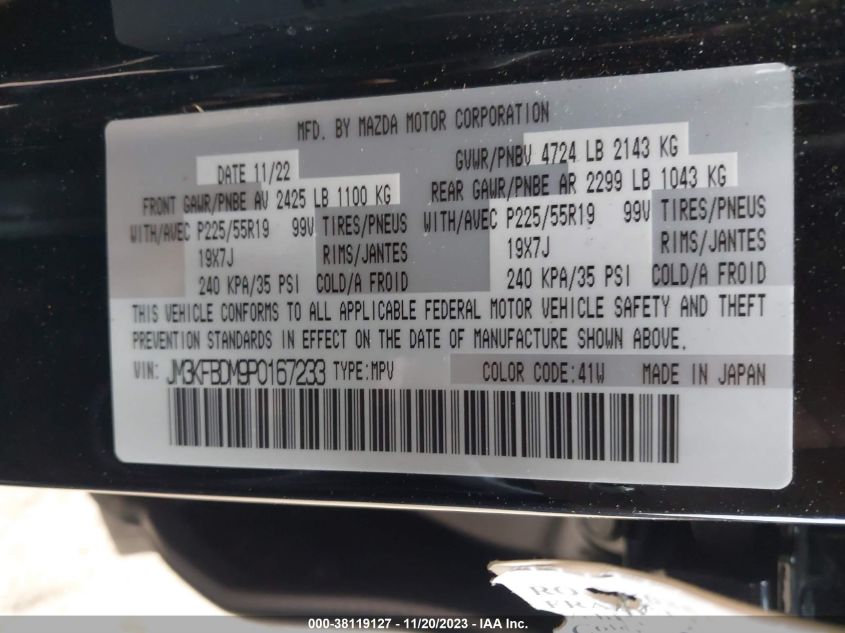 MFD. BY MAZDA MOTOR CORPORATION
DATE 11/22 GVWR/PNBV 4724 LB 2143 KG
FRONT GAWR/PNBE AV 2425 LB 1100 KG REAR GAWR/PNBE AR 2299 LB 1043 KG
WITH/AVEC P225/55R19 99V TIRES/PNEUS WITH/AVEC P225/55R19 99V TIRES/PNEUS
19X7J RIMS/JANTES 19X7J RIMS/JANTES
240 KPA/35 PSI COLD/A FROID 240 KPA/35 PSI COLD/A FROID
THIS VEHICLE CONFORMS TO ALL APPLICABLE FEDERAL MOTOR VEHICLE SAFETY AND THEFT
PREVENTION STANDARDS IN EFFECT ON THE DATE OF MANUFACTURE SHOWN ABOVE.
VIN: JM3KFBDM9P0167233 TYPE:MPV COLOR CODE:41W MADE IN JAPAN
000-38119127 - 11/20/2023 - IAA Inc.